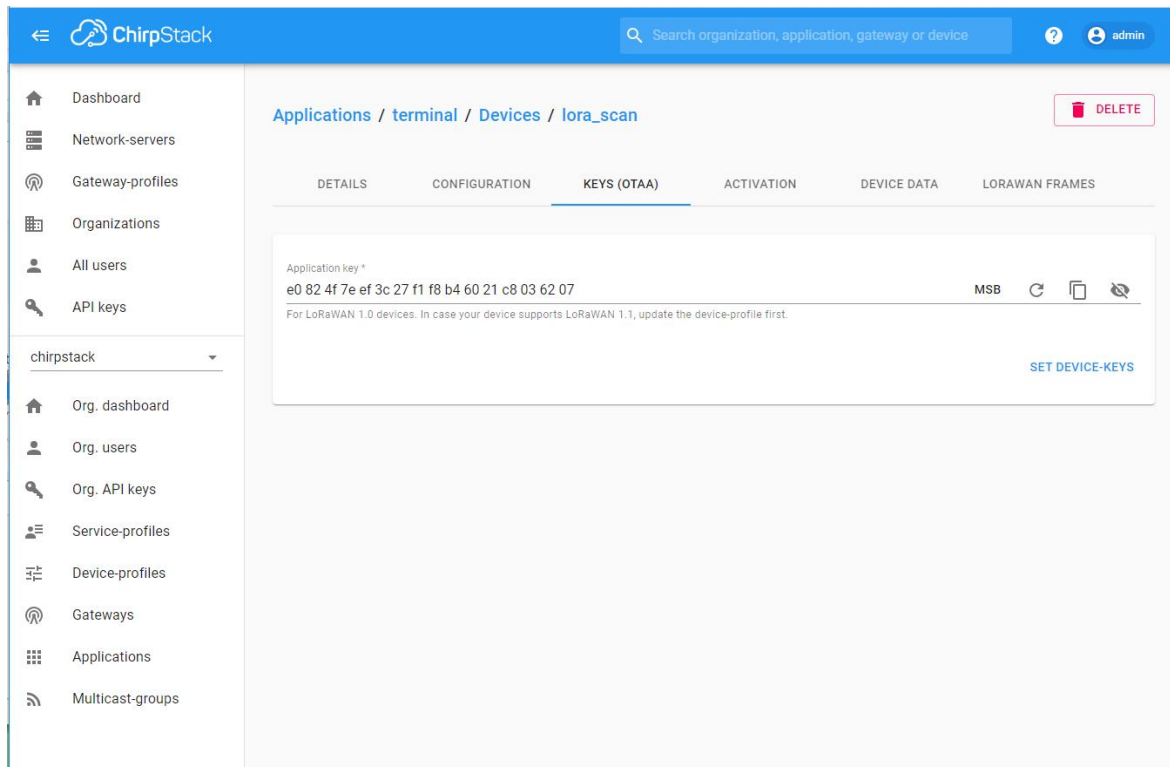 ChirpStack
Search organization, application, gateway or device
?
admin
Dashboard
Network-servers
Gateway-profiles
Organizations
All users
API keys
chirpstack
Org. dashboard
Org. users
Org. API keys
Service-profiles
Device-profiles
Gateways
Applications
Multicast-groups
Applications / terminal / Devices / lora_scan
DELETE
DETAILS CONFIGURATION KEYS (OTAA) ACTIVATION DEVICE DATA LORAWAN FRAMES
Application key *
e0 82 4f 7e ef 3c 27 f1 f8 b4 60 21 c8 03 62 07 MSB
For LoRaWAN 1.0 devices. In case your device supports LoRaWAN 1.1, update the device-profile first.
SET DEVICE-KEYS